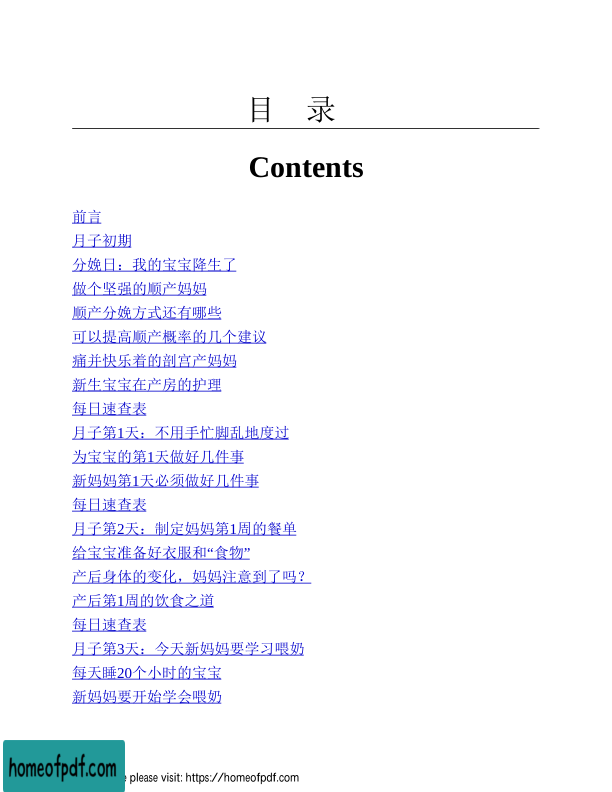 目 录
Contents
前言
月子初期
分娩日：我的宝宝降生了
做个坚强的顺产妈妈
顺产分娩方式还有哪些
可以提高顺产概率的几个建议
痛并快乐着的剖宫产妈妈
新生宝宝在产房的护理
每日速查表
月子第1天：不用手忙脚乱地度过
为宝宝的第1天做好几件事
新妈妈第1天必须做好几件事
每日速查表
月子第2天：制定妈妈第1周的餐单
给宝宝准备好衣服和“食物”
产后身体的变化，妈妈注意到了吗？
产后第1周的饮食之道
每日速查表
月子第3天：今天新妈妈要学习喂奶
每天睡20个小时的宝宝
新妈妈要开始学会喂奶
homeofpdf.com
please visit: https://homeofpdf.com